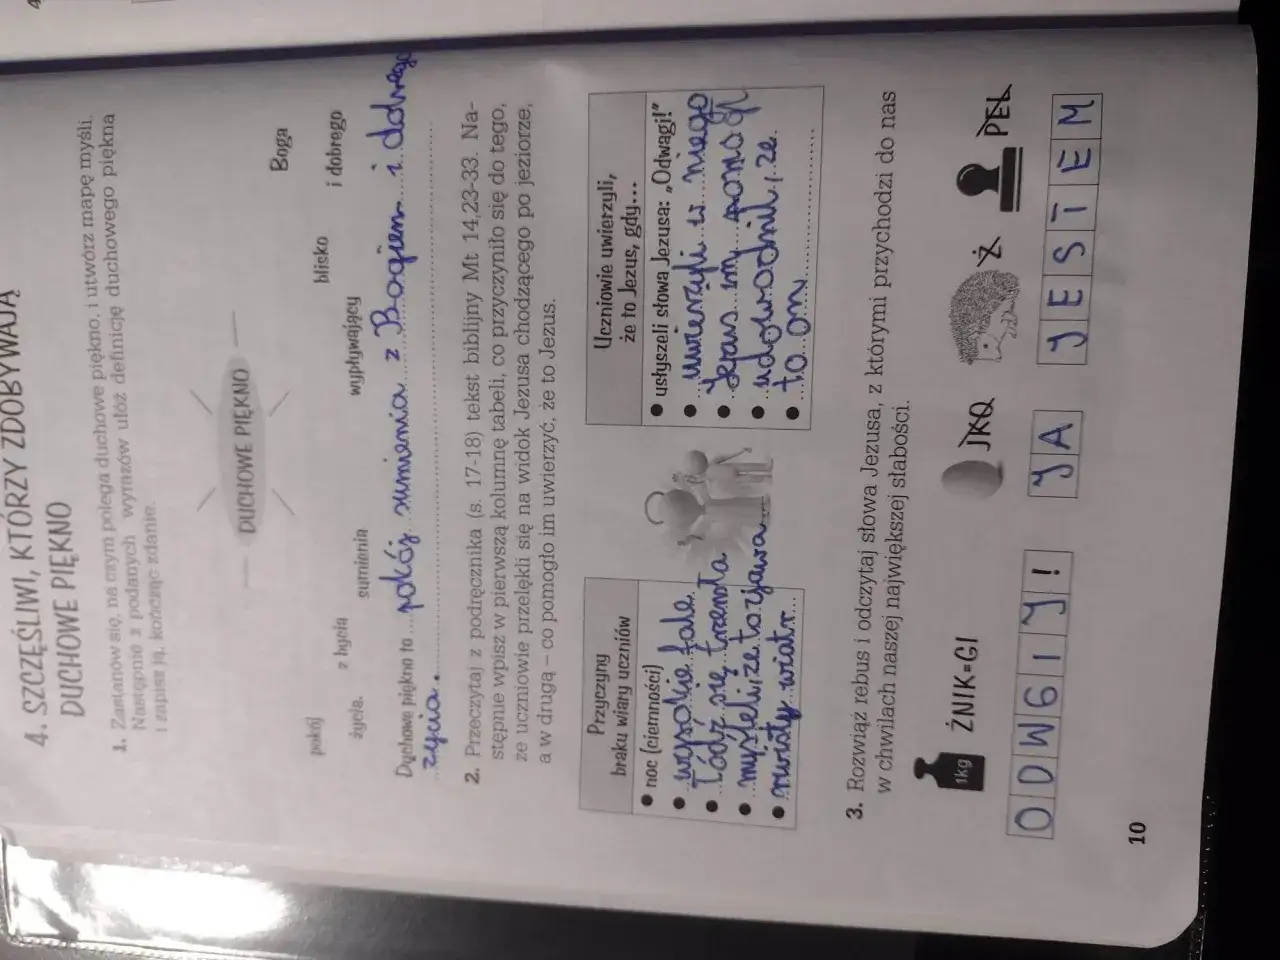 4. SZCZĘŚLIWI, KTÓRZY ZDOBYWAJĄ
DUCHOWE PIĘKNO
1. Zastanów się, na czym polega duchowe piękno, i utwórz mapę myśli.
Następnie z podanych wyrazów ułóż definicję duchowego piękna
i zapisz ją, kończąc zdanie.
DUCHOWE PIĘKNO
Boga
pokój z bycia blisko i dobrego
życia. sumienia wypływający
Duchowe piękno to pokój sumienia z Bogiem i dobrego
życia.
2. Przeczytaj z podręcznika (s. 17-18) tekst biblijny Mt 14,23-33. Na-
stępnie wpisz w pierwszą kolumnę tabeli, co przyczyniło się do tego,
że uczniowie przelękli się na widok Jezusa chodzącego po jeziorze,
a w drugą – co pomogło im uwierzyć, że to Jezus.
Przyczyny
braku wiary uczniów
• noc (ciemności)
• wysokie fale
• łódź się trzęsła
• myśleli, że to zjawa
• wiatr
Uczniowie uwierzyli,
że to Jezus, gdy...
• usłyszeli słowa Jezusa: „Odwagi!"
• uwierzyli w niego
• Jezus im
• udowodnił, że
• to on
3. Rozwiąż rebus i odczytaj słowa Jezusa, z którymi przychodzi do nas
w chwilach naszej największej słabości.
1kg ŻNIK=GI JKO Ż PEL
ODWGIY! JA JESTEM
10